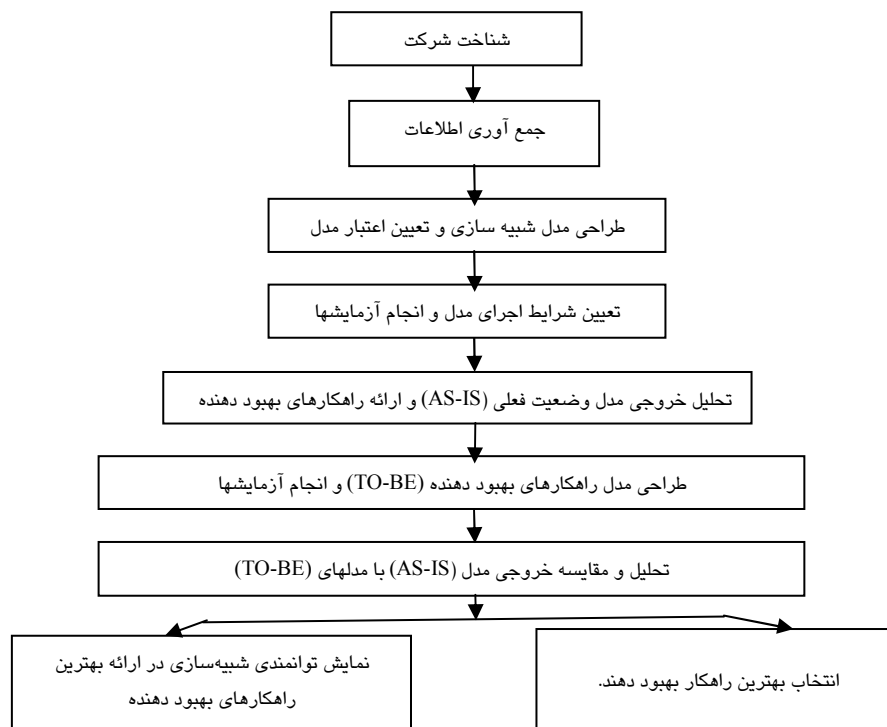 شناخت شرکت
جمع آوری اطلاعات
طراحی مدل شبیه سازی و تعیین اعتبار مدل
تعیین شرایط اجرای مدل و انجام آزمایشها
تحلیل خروجی مدل وضعیت فعلی (AS-IS) و ارائه راهکارهای بهبود دهنده
طراحی مدل راهکارهای بهبود دهنده (TO-BE) و انجام آزمایشها
تحلیل و مقایسه خروجی مدل (AS-IS) با مدلهای (TO-BE)
انتخاب بهترین راهکار بهبود دهند.
نمایش توانمندی شبیه‌سازی در ارائه بهترین
راهکارهای بهبود دهنده